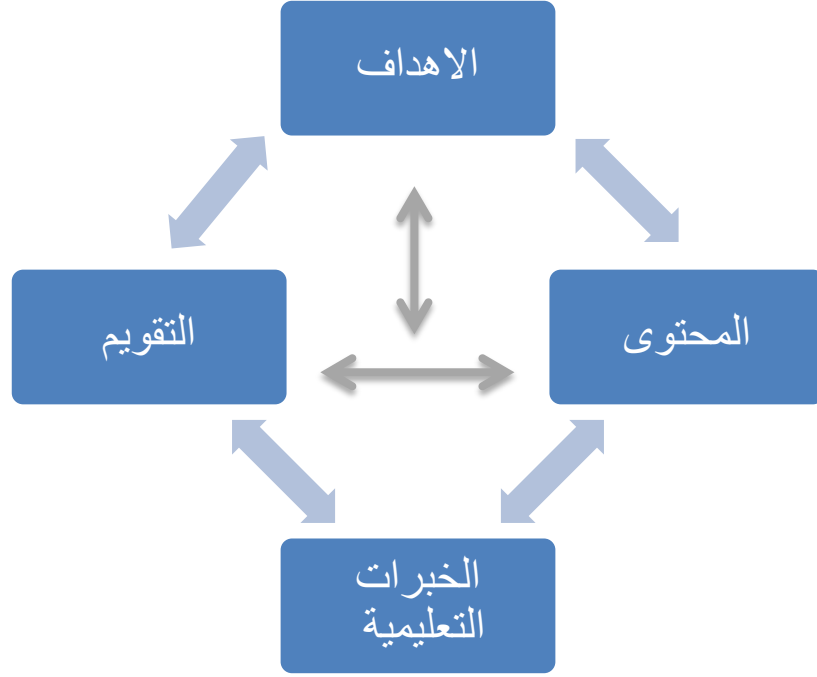 الاهداف
المحتوى
التقويم
الخبرات
التعليمية